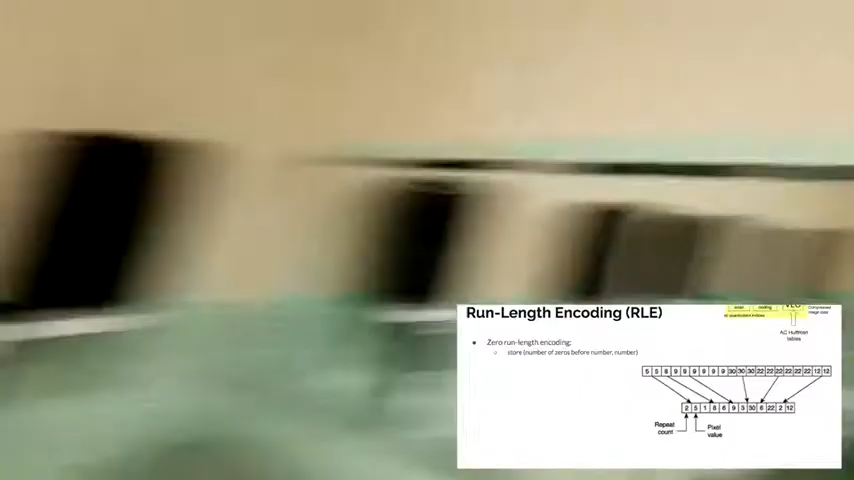 Run-Length Encoding (RLE)
VLC
AC Huffman
tables
Zero run-length encoding:
store (number of zeros before number, number)
5 5 8 9 9 9 9 9 9 30 30 30 22 22 22 22 22 22 12 12
2 5 1 8 6 9 3 30 6 22 2 12
Repeat
count
Pixel
value